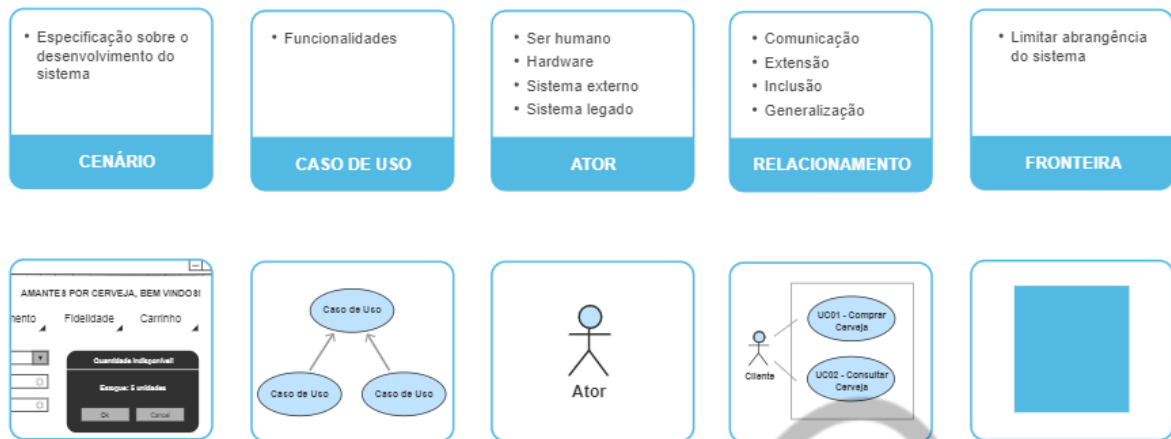 • Especificação sobre o
desenvolvimento do
sistema
CENÁRIO
• Funcionalidades
CASO DE USO
• Ser humano
• Hardware
• Sistema externo
• Sistema legado
ATOR
• Comunicação
• Extensão
• Inclusão
• Generalização
RELACIONAMENTO
• Limitar abrangência
do sistema
FRONTEIRA
AMANTES POR CERVEJA, BEM VINDOS!
Fidelidade Carrinho
Quantidade Indisponível!
Estoque: 5 unidades
Ok Cancel
Caso de Uso
Caso de Uso Caso de Uso
Ator
UC01 - Comprar
Cerveja
Cliente
UC02 - Consultar
Cerveja